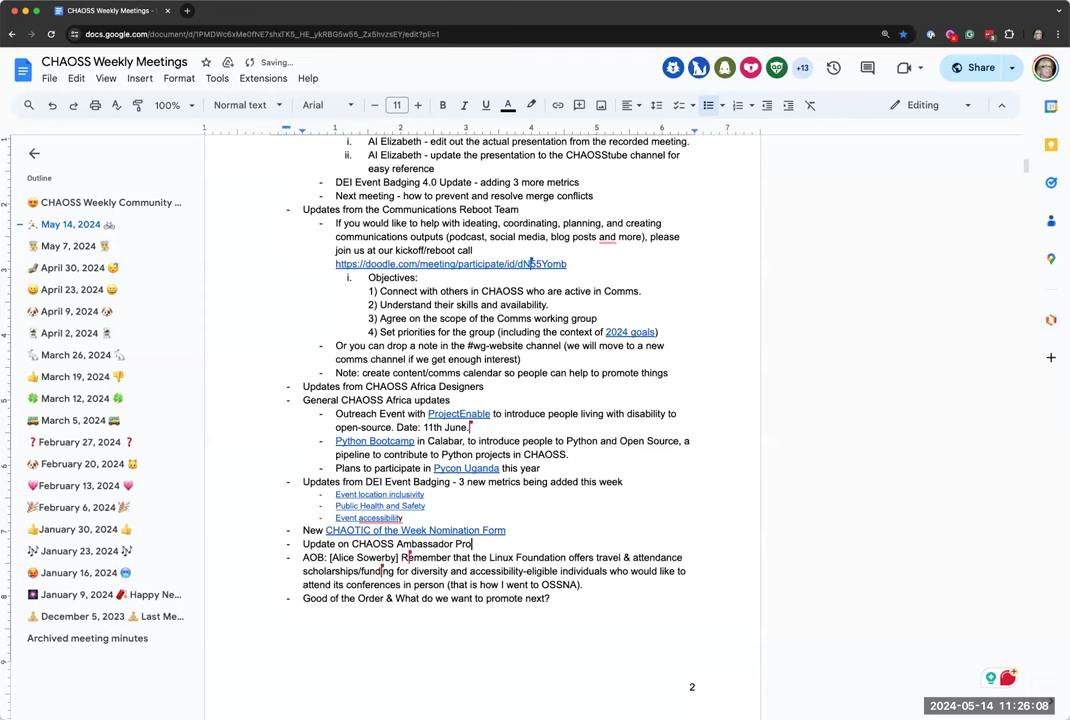 CHAOSS Weekly Meetings -
docs.google.com/document/d/1PMDWc6xMe0fNE7shxTK5_HE_ykRBG5w55_Zx5hvzsEY/edit?pli=1
CHAOSS Weekly Meetings
Saving...
File Edit View Insert Format Tools Extensions Help
+13
Share
100% Normal text Arial 11 Editing
1 1 2 3 4 5 6 7
Outline
CHAOSS Weekly Community ...
May 14, 2024
May 7, 2024
April 30, 2024
April 23, 2024
April 9, 2024
April 2, 2024
March 26, 2024
March 19, 2024
March 12, 2024
March 5, 2024
February 27, 2024
February 20, 2024
February 13, 2024
February 6, 2024
January 30, 2024
January 23, 2024
January 16, 2024
January 9, 2024 Happy Ne...
December 5, 2023 Last Me...
Archived meeting minutes
i. AI Elizabeth - edit out the actual presentation from the recorded meeting.
ii. AI Elizabeth - update the presentation to the CHAOSStube channel for
easy reference
- DEI Event Badging 4.0 Update - adding 3 more metrics
- Next meeting - how to prevent and resolve merge conflicts
- Updates from the Communications Reboot Team
- If you would like to help with ideating, coordinating, planning, and creating
communications outputs (podcast, social media, blog posts and more), please
join us at our kickoff/reboot call
https://doodle.com/meeting/participate/id/dN55Yomb
i. Objectives:
1) Connect with others in CHAOSS who are active in Comms.
2) Understand their skills and availability.
3) Agree on the scope of the Comms working group
4) Set priorities for the group (including the context of 2024 goals)
- Or you can drop a note in the #wg-website channel (we will move to a new
comms channel if we get enough interest)
- Note: create content/comms calendar so people can help to promote things
- Updates from CHAOSS Africa Designers
- General CHAOSS Africa updates
- Outreach Event with ProjectEnable to introduce people living with disability to
open-source. Date: 11th June.
- Python Bootcamp in Calabar, to introduce people to Python and Open Source, a
pipeline to contribute to Python projects in CHAOSS.
- Plans to participate in Pycon Uganda this year
- Updates from DEI Event Badging - 3 new metrics being added this week
- Event location inclusivity
- Public Health and Safety
- Event accessibility
- New CHAOTIC of the Week Nomination Form
- Update on CHAOSS Ambassador Pro
- AOB: [Alice Sowerby] Remember that the Linux Foundation offers travel & attendance
scholarships/funding for diversity and accessibility-eligible individuals who would like to
attend its conferences in person (that is how I went to OSSNA).
- Good of the Order & What do we want to promote next?
2
2024-05-14 11:26:08